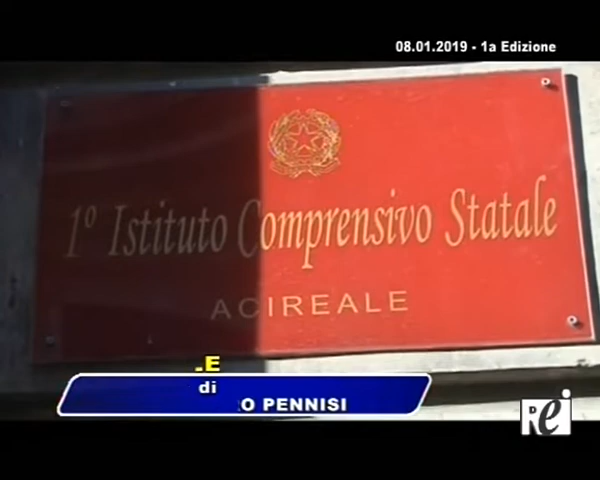 08.01.2019 - 1a Edizione
1° Istituto Comprensivo Statale
ACIREALE
.E
di
O PENNISI
Rei